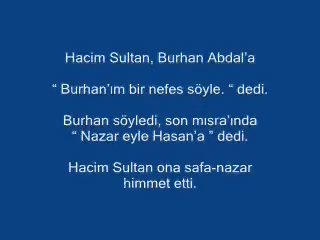 Hacim Sultan, Burhan Abdal’a
“ Burhan’ım bir nefes söyle. “ dedi.
Burhan söyledi, son mısra’ında
“ Nazar eyle Hasan’a ” dedi.
Hacim Sultan ona safa-nazar
himmet etti.